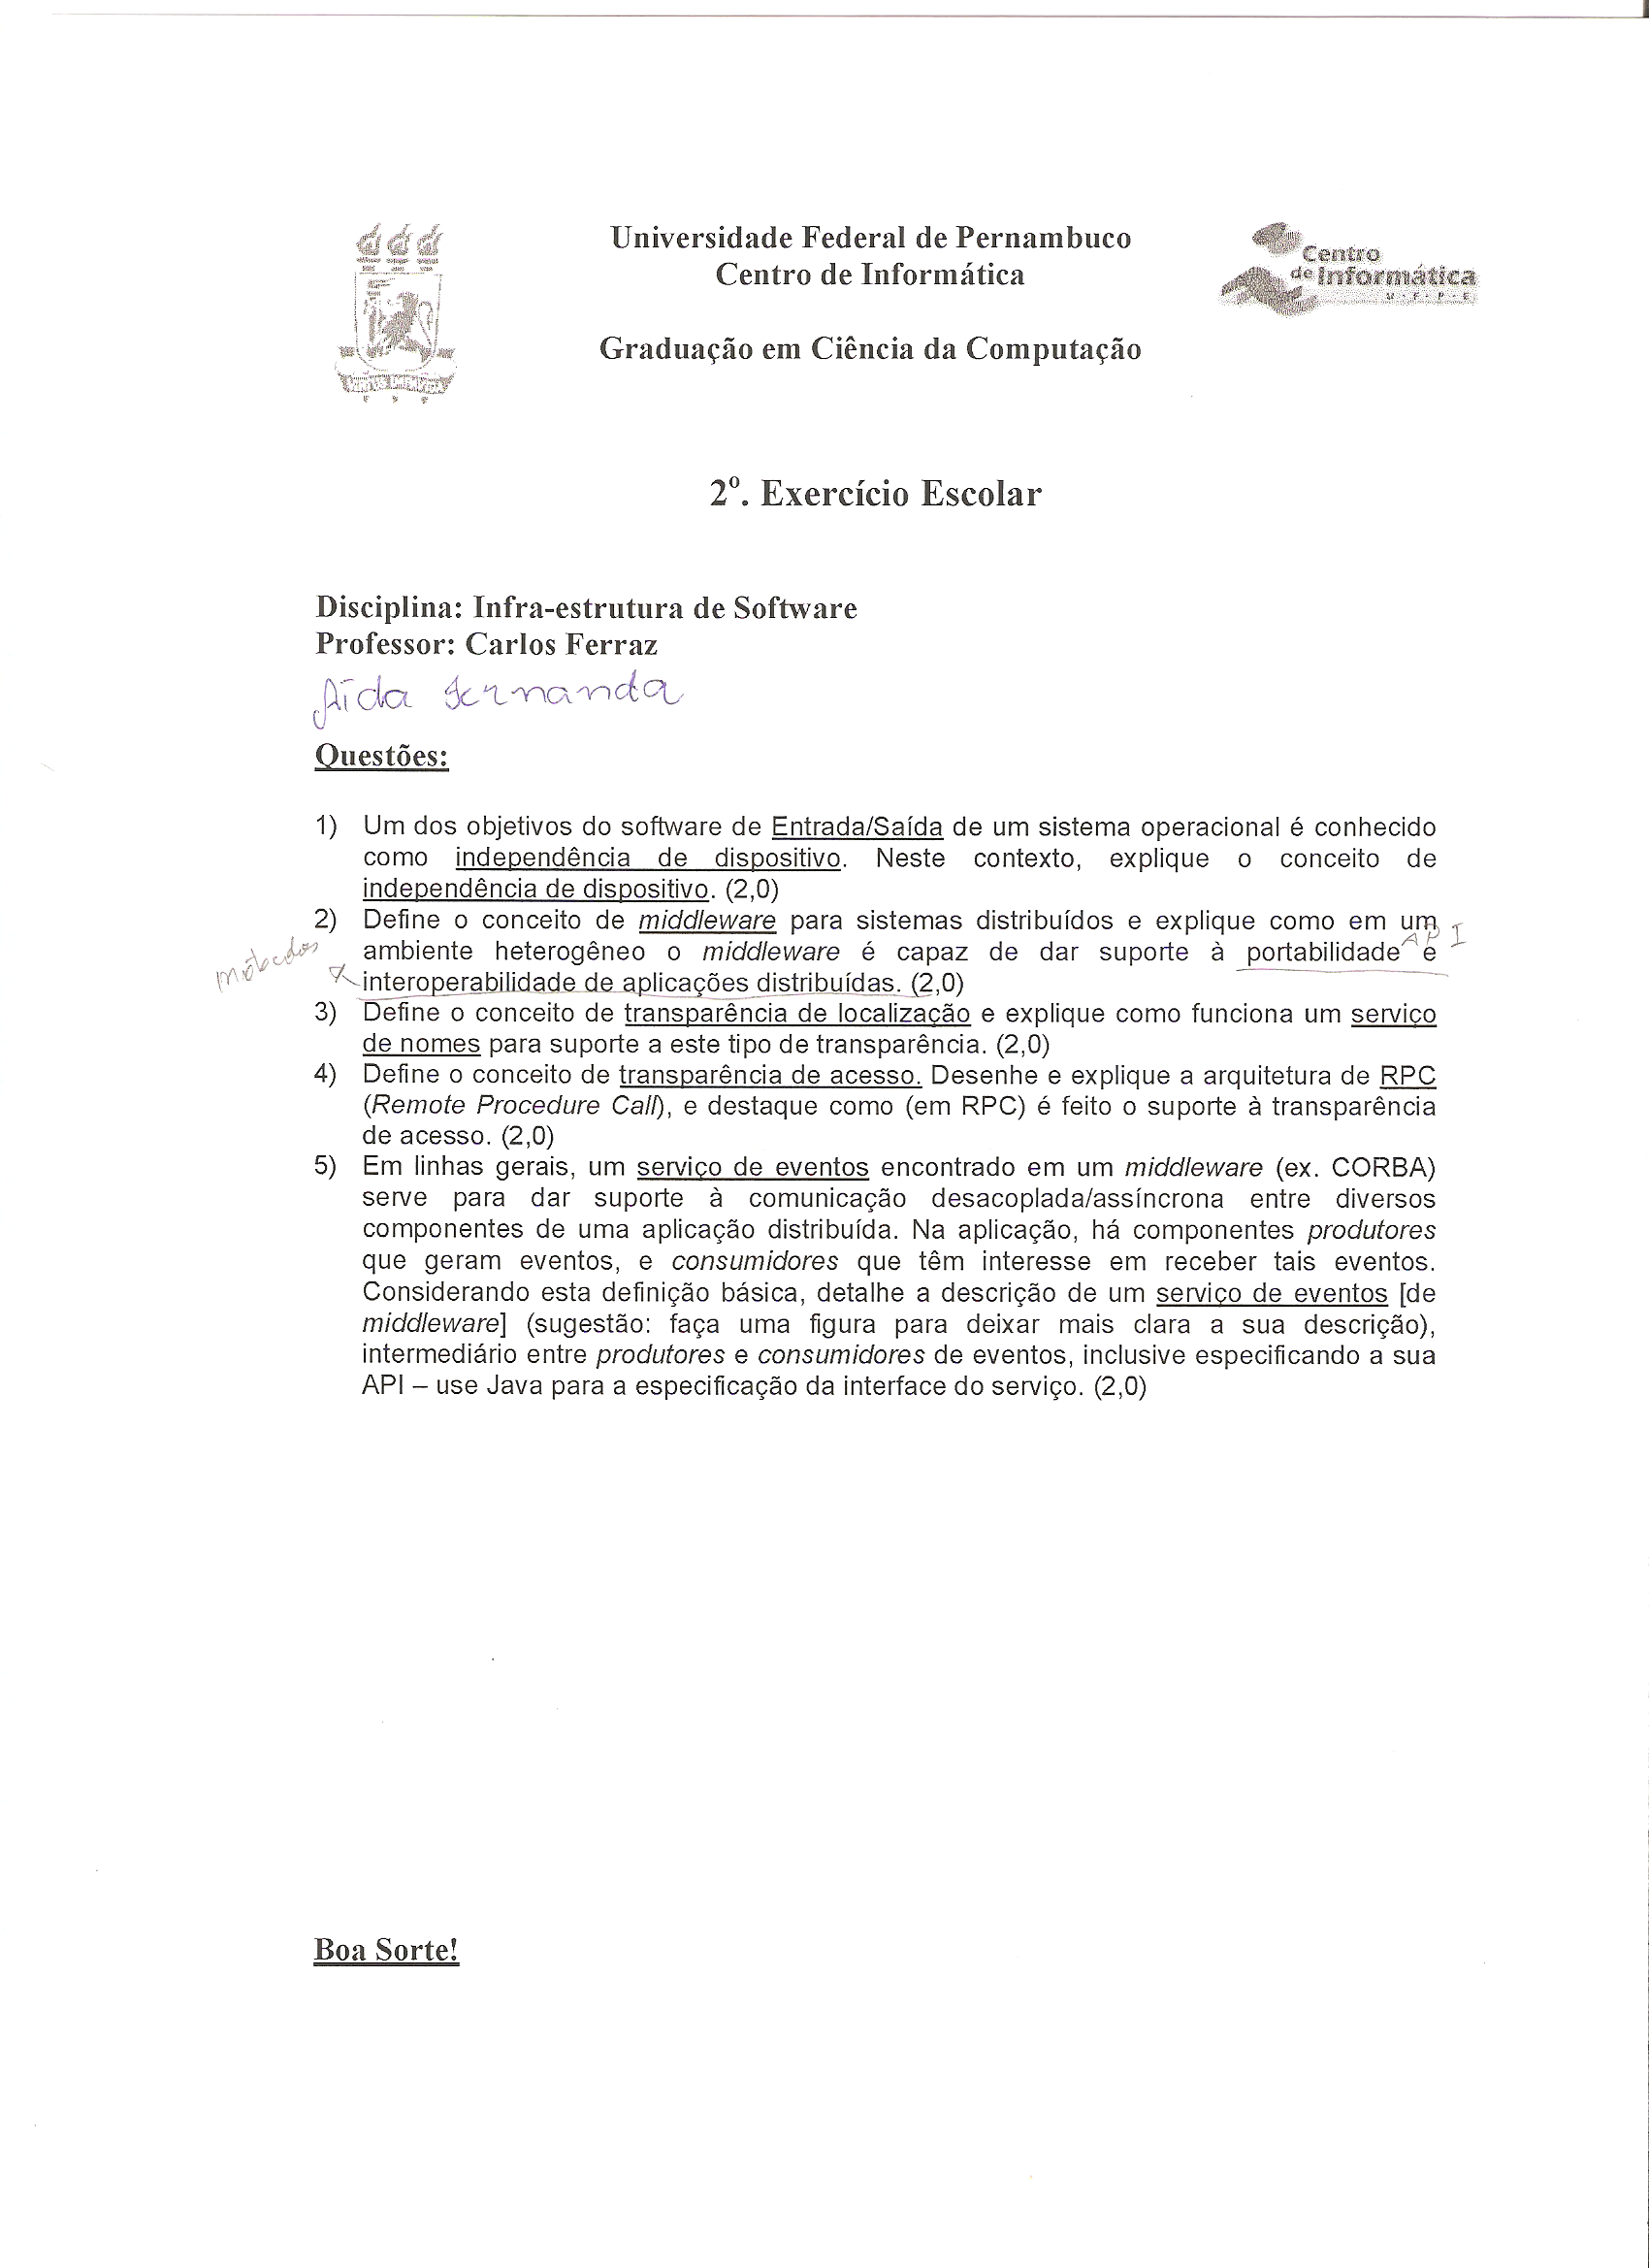 Universidade Federal de Pernambuco
Centro de Informática
Centro
de Informática
U · F · P · E
Graduação em Ciência da Computação
2º. Exercício Escolar
Disciplina: Infra-estrutura de Software
Professor: Carlos Ferraz
Aída Fernanda
Questões:
1) Um dos objetivos do software de Entrada/Saída de um sistema operacional é conhecido
como independência de dispositivo. Neste contexto, explique o conceito de
independência de dispositivo. (2,0)
2) Define o conceito de middleware para sistemas distribuídos e explique como em um
API
ambiente heterogêneo o middleware é capaz de dar suporte à portabilidade e
interoperabilidade de aplicações distribuídas. (2,0)
3) Define o conceito de transparência de localização e explique como funciona um serviço
de nomes para suporte a este tipo de transparência. (2,0)
4) Define o conceito de transparência de acesso. Desenhe e explique a arquitetura de RPC
(Remote Procedure Call), e destaque como (em RPC) é feito o suporte à transparência
de acesso. (2,0)
5) Em linhas gerais, um serviço de eventos encontrado em um middleware (ex. CORBA)
serve para dar suporte à comunicação desacoplada/assíncrona entre diversos
componentes de uma aplicação distribuída. Na aplicação, há componentes produtores
que geram eventos, e consumidores que têm interesse em receber tais eventos.
Considerando esta definição básica, detalhe a descrição de um serviço de eventos [de
middleware] (sugestão: faça uma figura para deixar mais clara a sua descrição),
intermediário entre produtores e consumidores de eventos, inclusive especificando a sua
API – use Java para a especificação da interface do serviço. (2,0)
Boa Sorte!